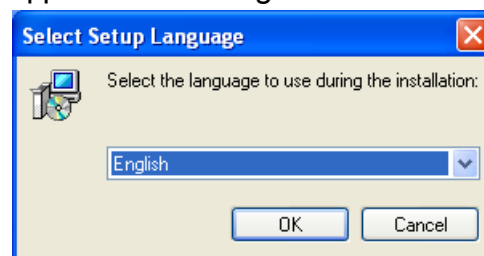 Select Setup Language
Select the language to use during the installation:
English
OK
Cancel